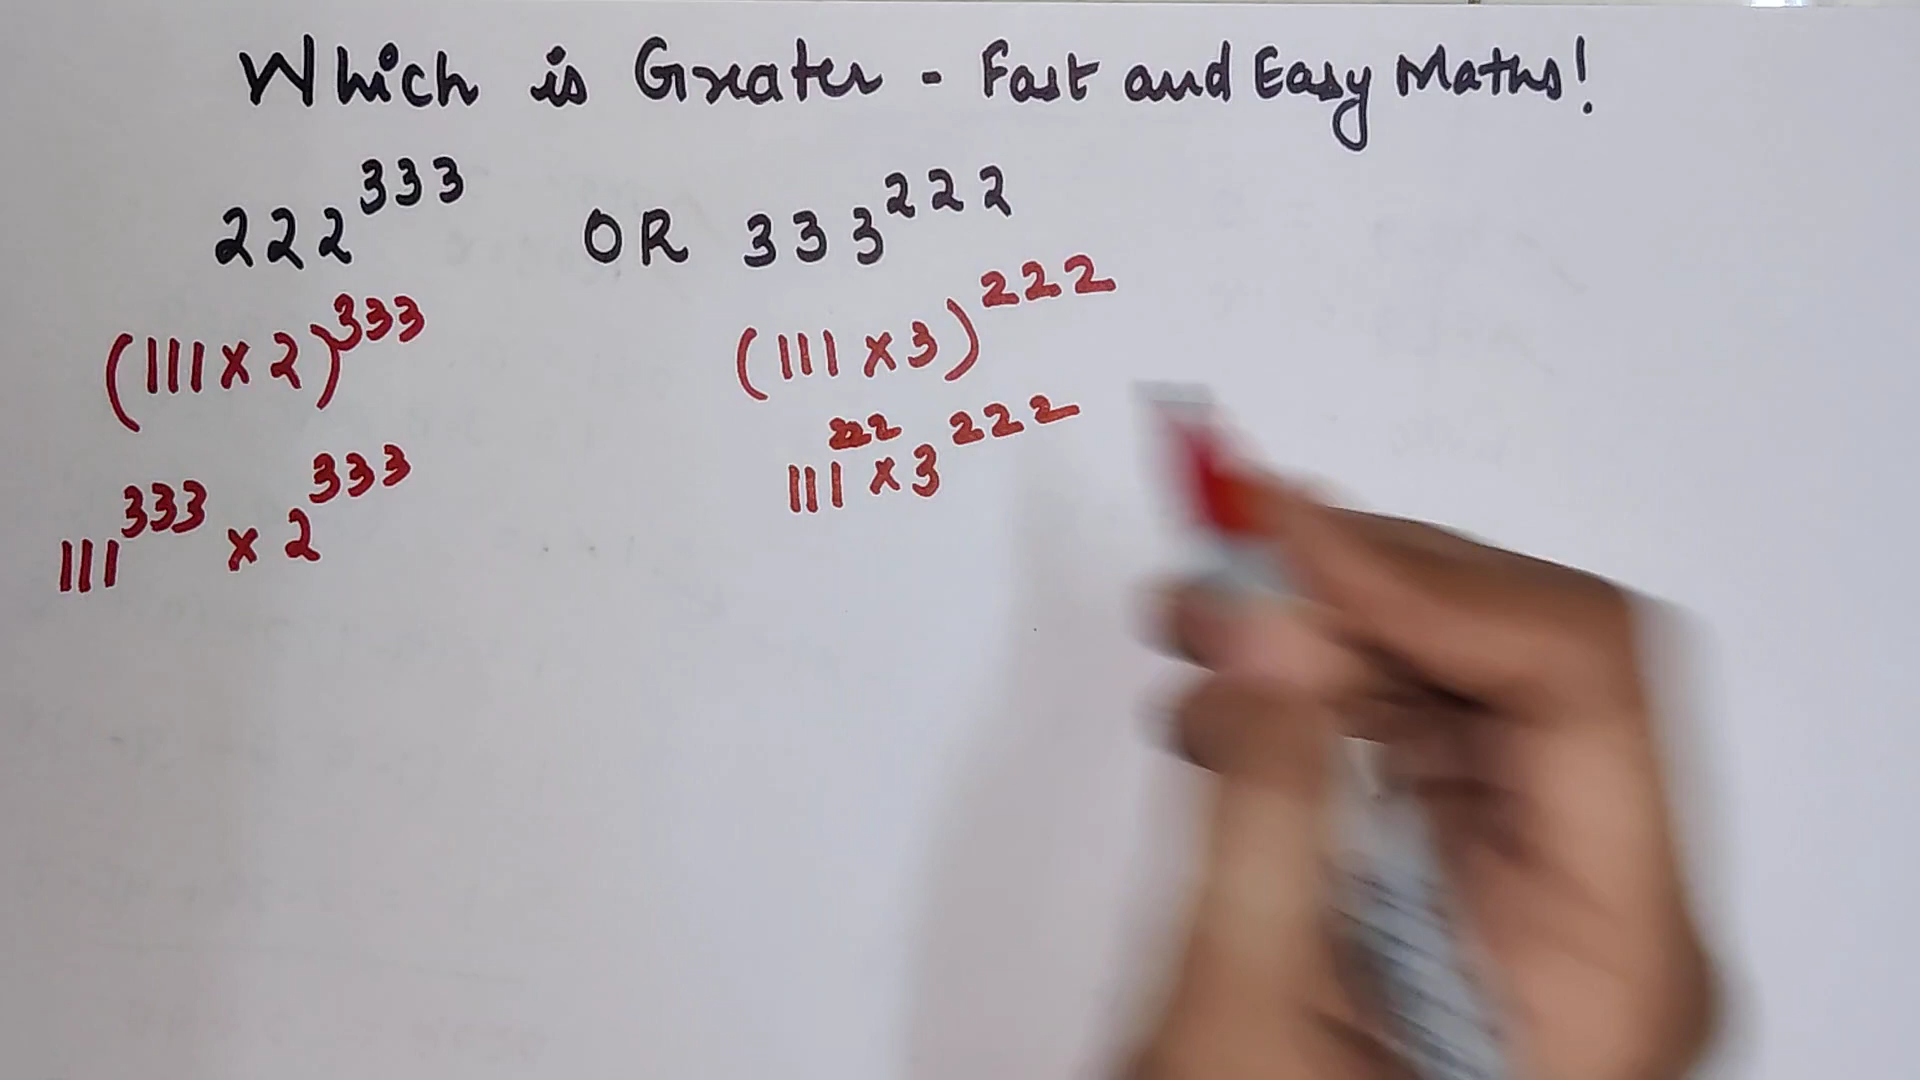 Which is Greater - Fast and Easy Maths!
222^333 OR 333^222
(111×2)^333 (111×3)^222
111^333 × 2^333 111^222 × 3^222